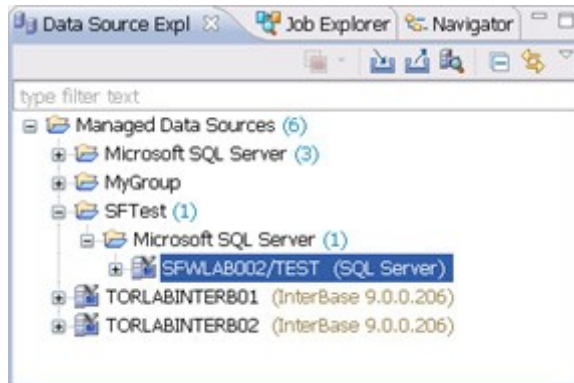 Data Source Expl Job Explorer Navigator
type filter text
Managed Data Sources (6)
Microsoft SQL Server (3)
MyGroup
SFTest (1)
Microsoft SQL Server (1)
SFWLAB002/TEST (SQL Server)
TORLABINTERB01 (InterBase 9.0.0.206)
TORLABINTERB02 (InterBase 9.0.0.206)